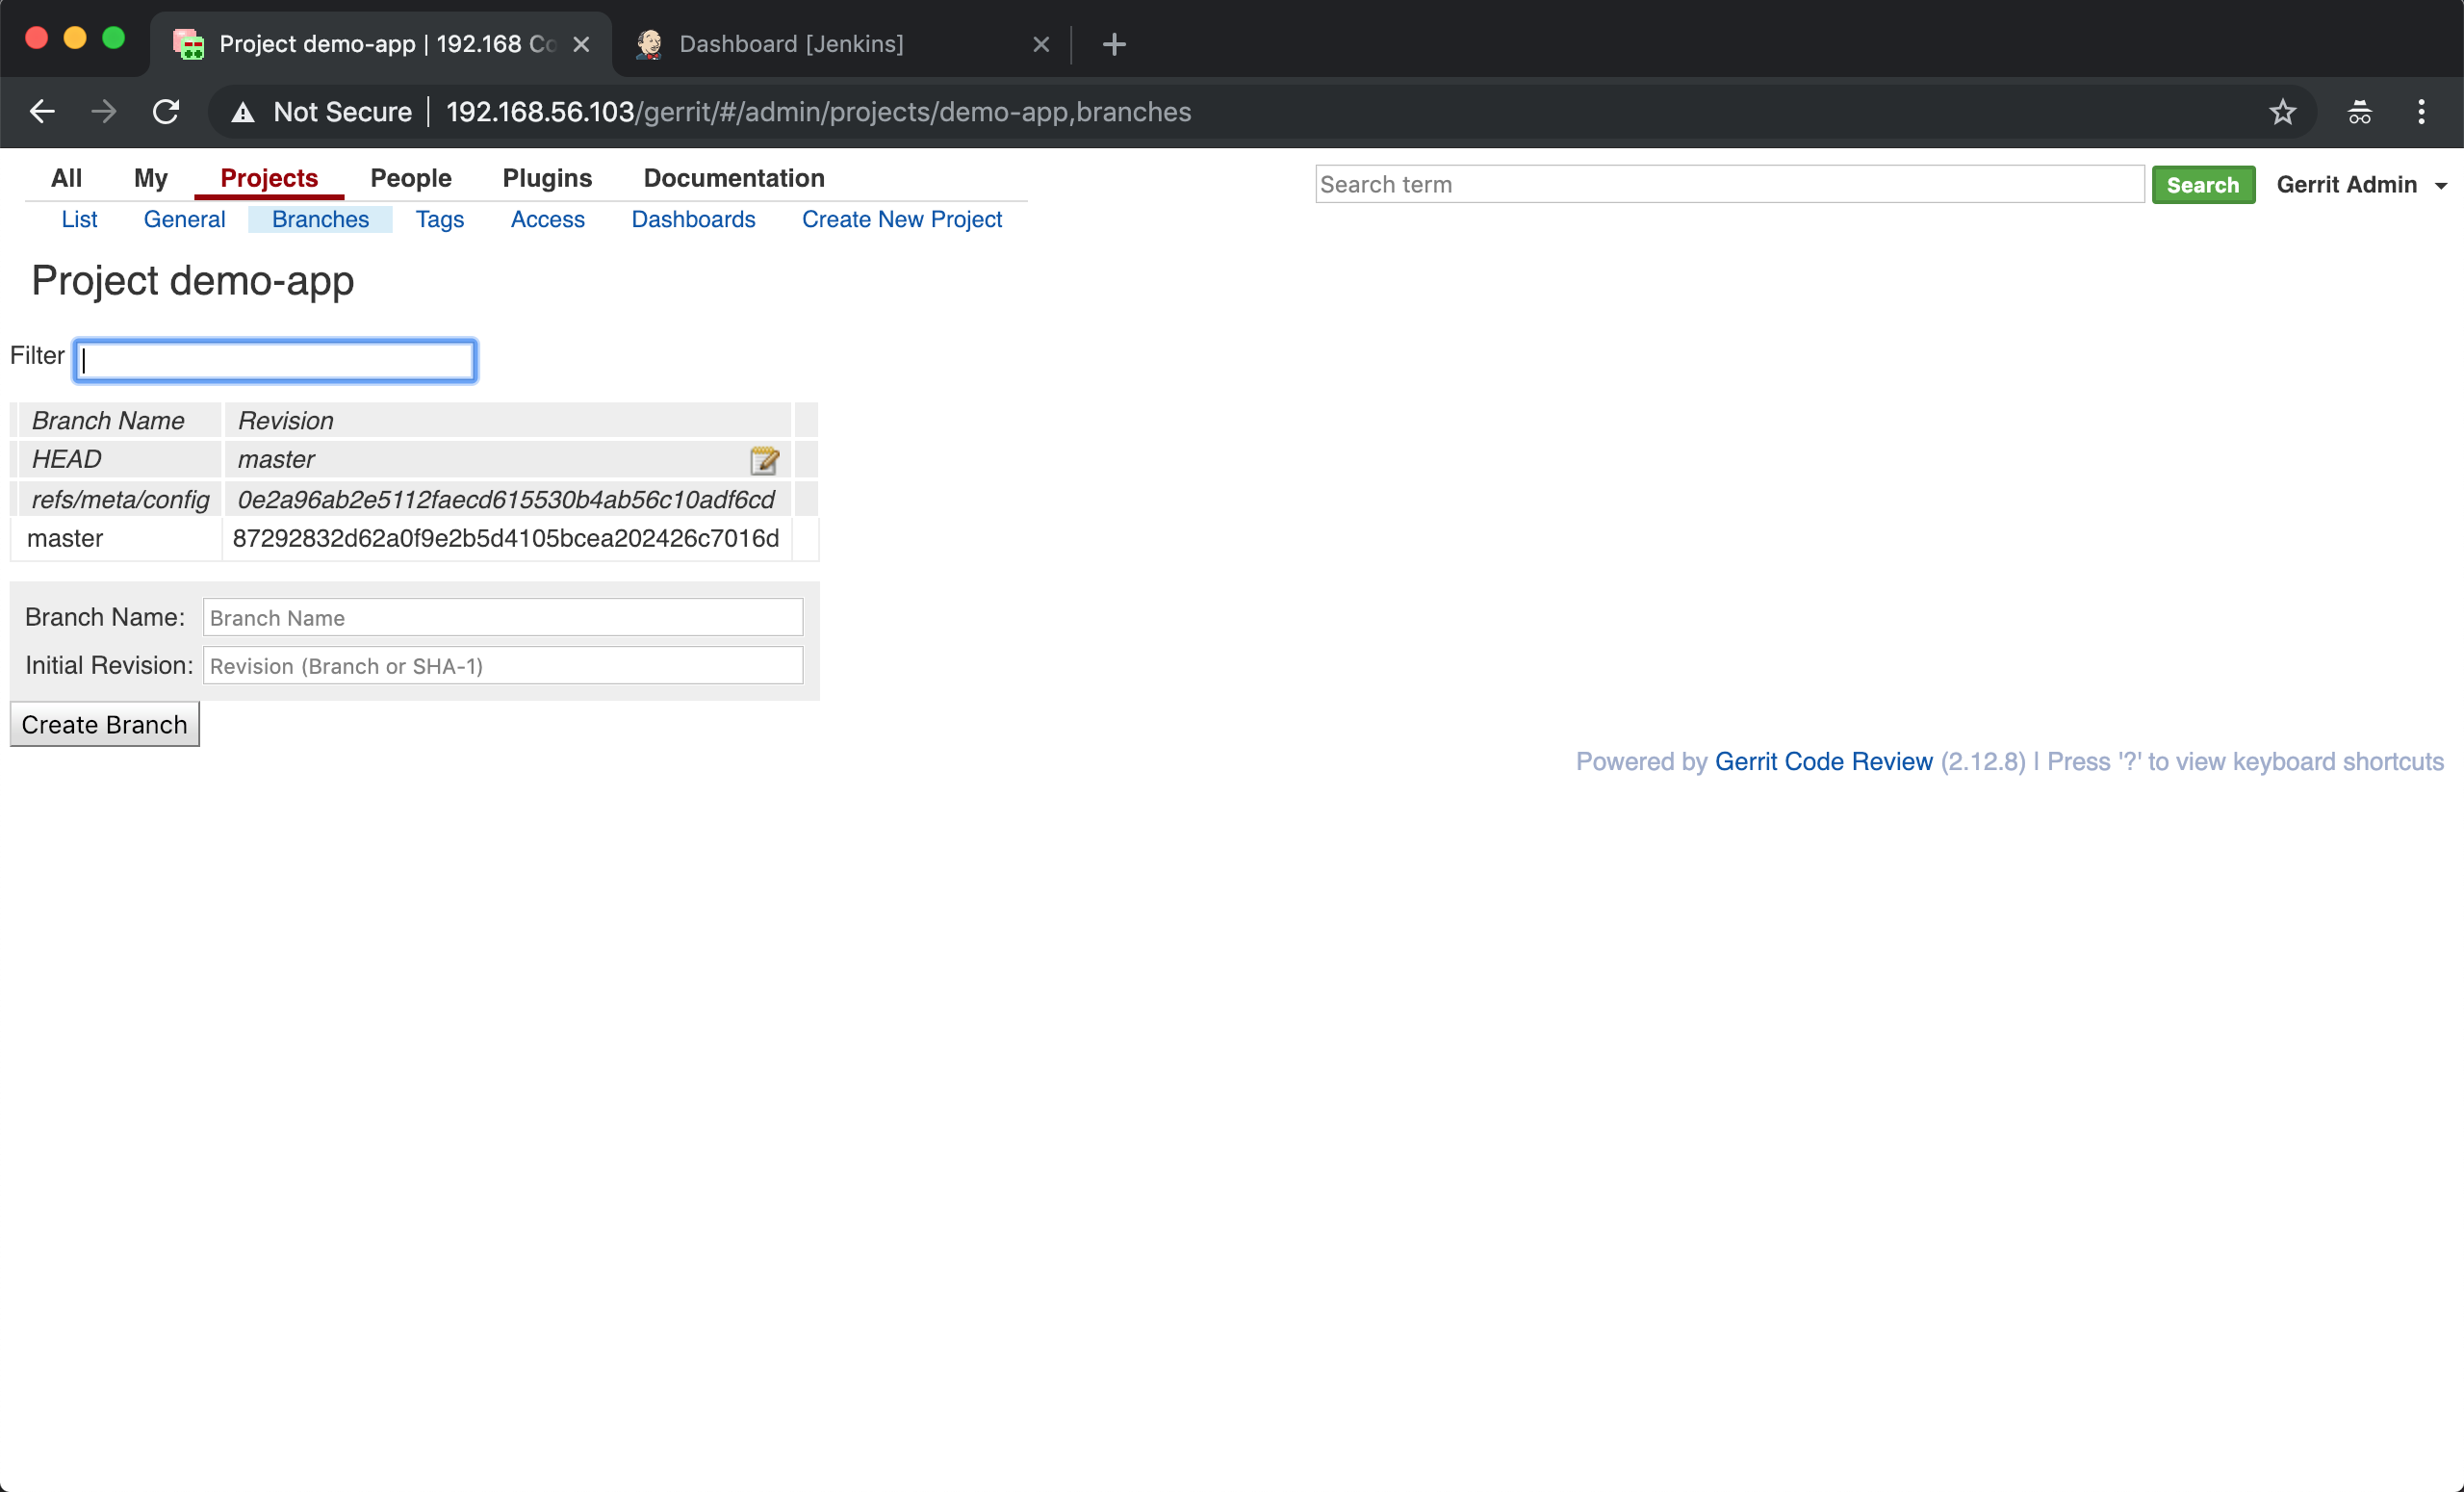 Project demo-app | 192.168 Co
Dashboard [Jenkins]
Not Secure
192.168.56.103/gerrit/#/admin/projects/demo-app,branches
All My Projects People Plugins Documentation
Search term Search Gerrit Admin
List General Branches Tags Access Dashboards Create New Project
Project demo-app
Filter
Branch Name Revision
HEAD master
refs/meta/config 0e2a96ab2e5112faecd615530b4ab56c10adf6cd
master 87292832d62a0f9e2b5d4105bcea202426c7016d
Branch Name: Branch Name
Initial Revision: Revision (Branch or SHA-1)
Create Branch
Powered by Gerrit Code Review (2.12.8) | Press '?' to view keyboard shortcuts